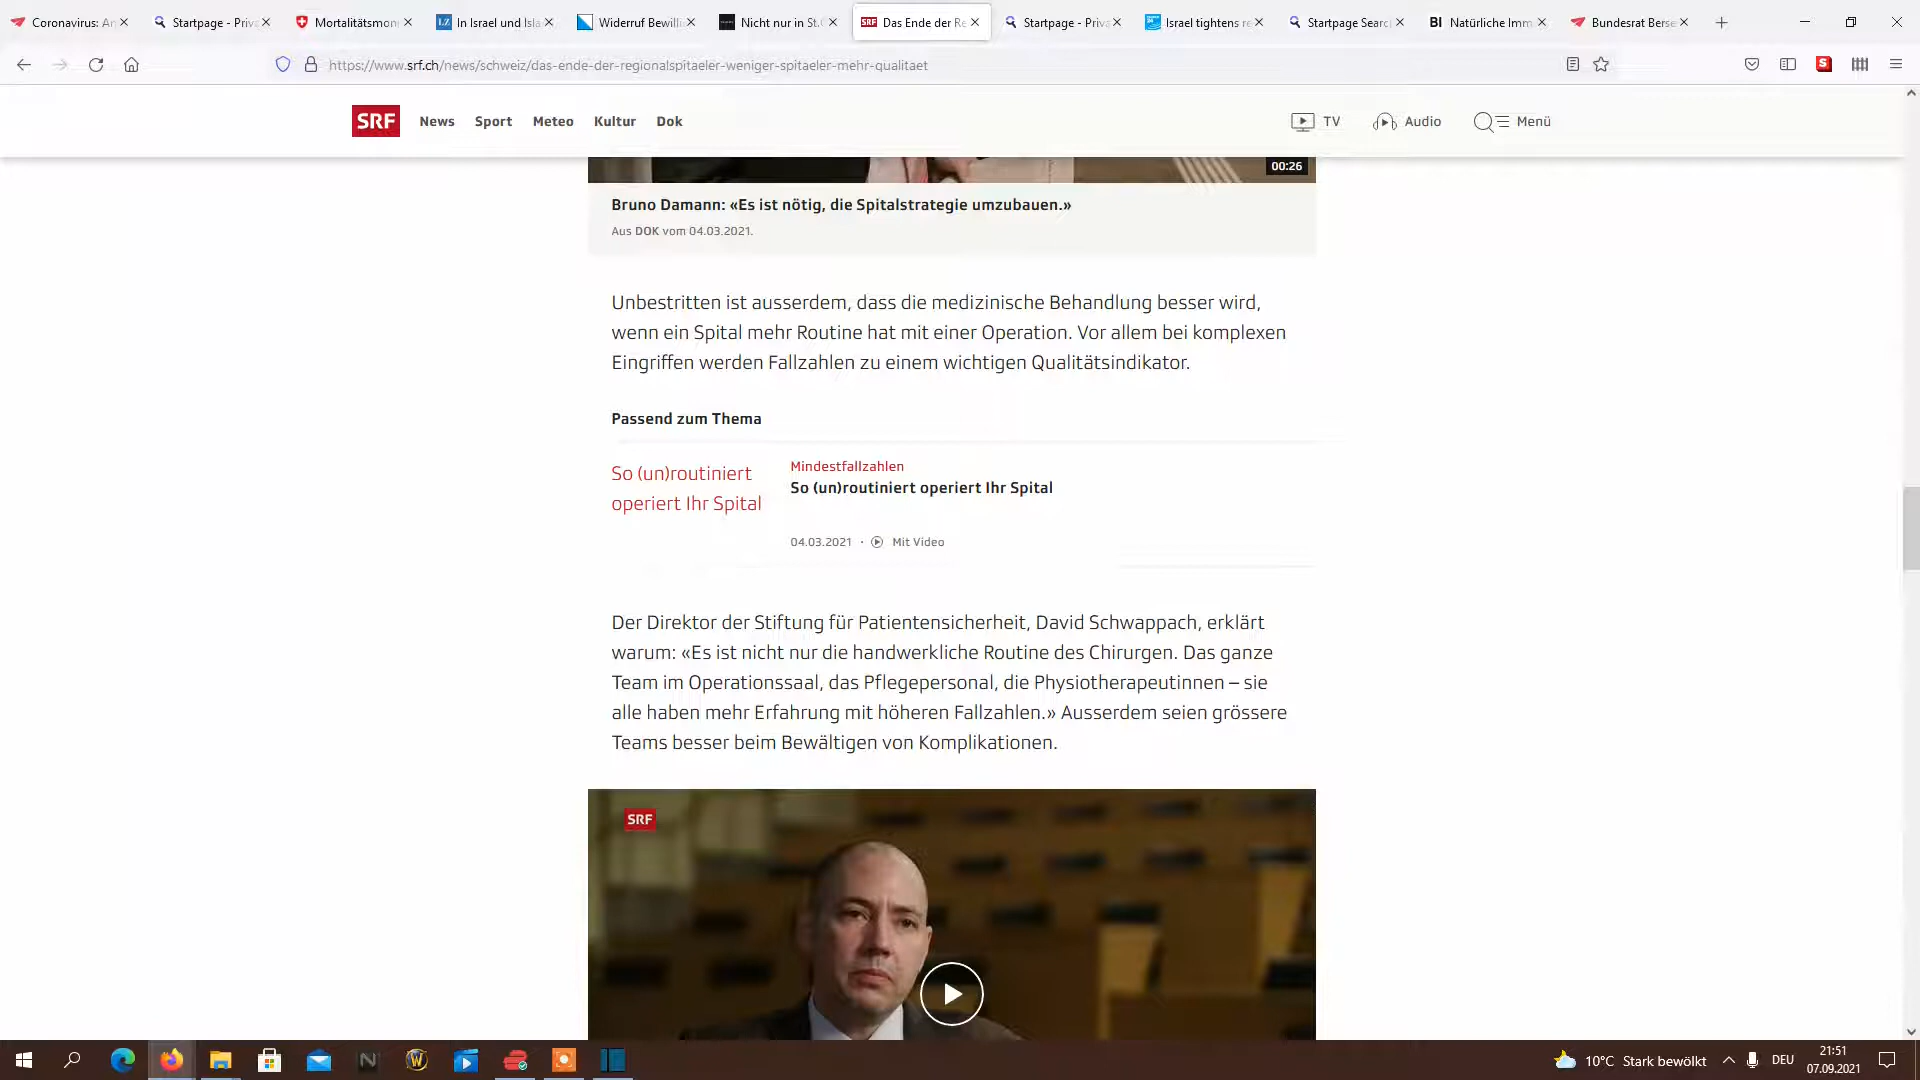 Coronavirus: An
Startpage - Priva
Mortalitätsmoni
In Israel und Isla
Widerruf Bewilli
Nicht nur in St.G
Das Ende der Re
Startpage - Priva
Israel tightens re
Startpage Searc
BI Natürliche Imm
Bundesrat Berse
https://www.srf.ch/news/schweiz/das-ende-der-regionalspitaeler-weniger-spitaeler-mehr-qualitaet
SRF News Sport Meteo Kultur Dok TV Audio Menü
00:26
Bruno Damann: «Es ist nötig, die Spitalstrategie umzubauen.»
Aus DOK vom 04.03.2021.
Unbestritten ist ausserdem, dass die medizinische Behandlung besser wird,
wenn ein Spital mehr Routine hat mit einer Operation. Vor allem bei komplexen
Eingriffen werden Fallzahlen zu einem wichtigen Qualitätsindikator.
Passend zum Thema
So (un)routiniert
operiert Ihr Spital
Mindestfallzahlen
So (un)routiniert operiert Ihr Spital
04.03.2021 · Mit Video
Der Direktor der Stiftung für Patientensicherheit, David Schwappach, erklärt
warum: «Es ist nicht nur die handwerkliche Routine des Chirurgen. Das ganze
Team im Operationssaal, das Pflegepersonal, die Physiotherapeutinnen – sie
alle haben mehr Erfahrung mit höheren Fallzahlen.» Ausserdem seien grössere
Teams besser beim Bewältigen von Komplikationen.
SRF
10°C Stark bewölkt
DEU
21:51
07.09.2021